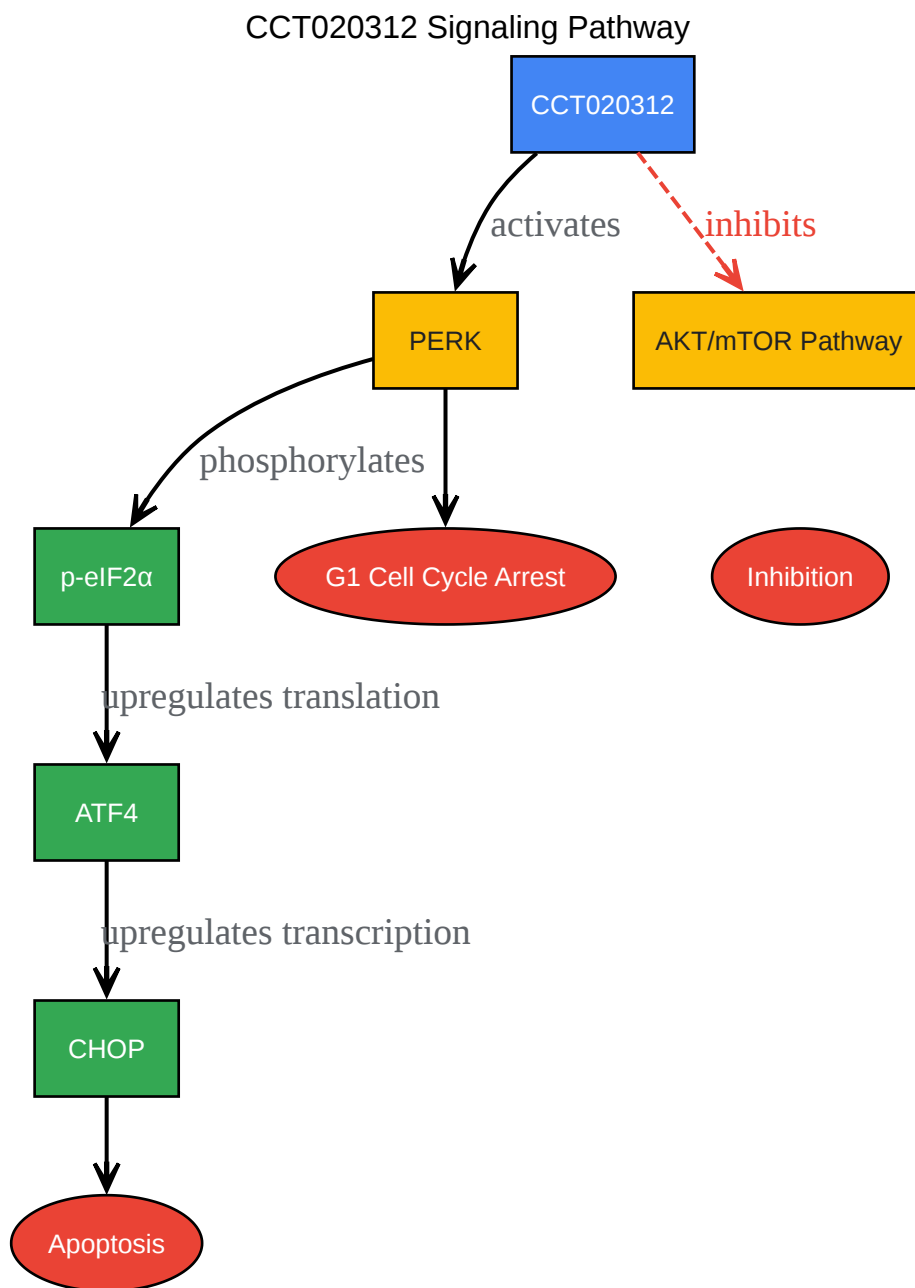 CCT020312 Signaling Pathway
CCT020312
activates
inhibits
PERK
AKT/mTOR Pathway
phosphorylates
p-eIF2α
G1 Cell Cycle Arrest
Inhibition
upregulates translation
ATF4
upregulates transcription
CHOP
Apoptosis